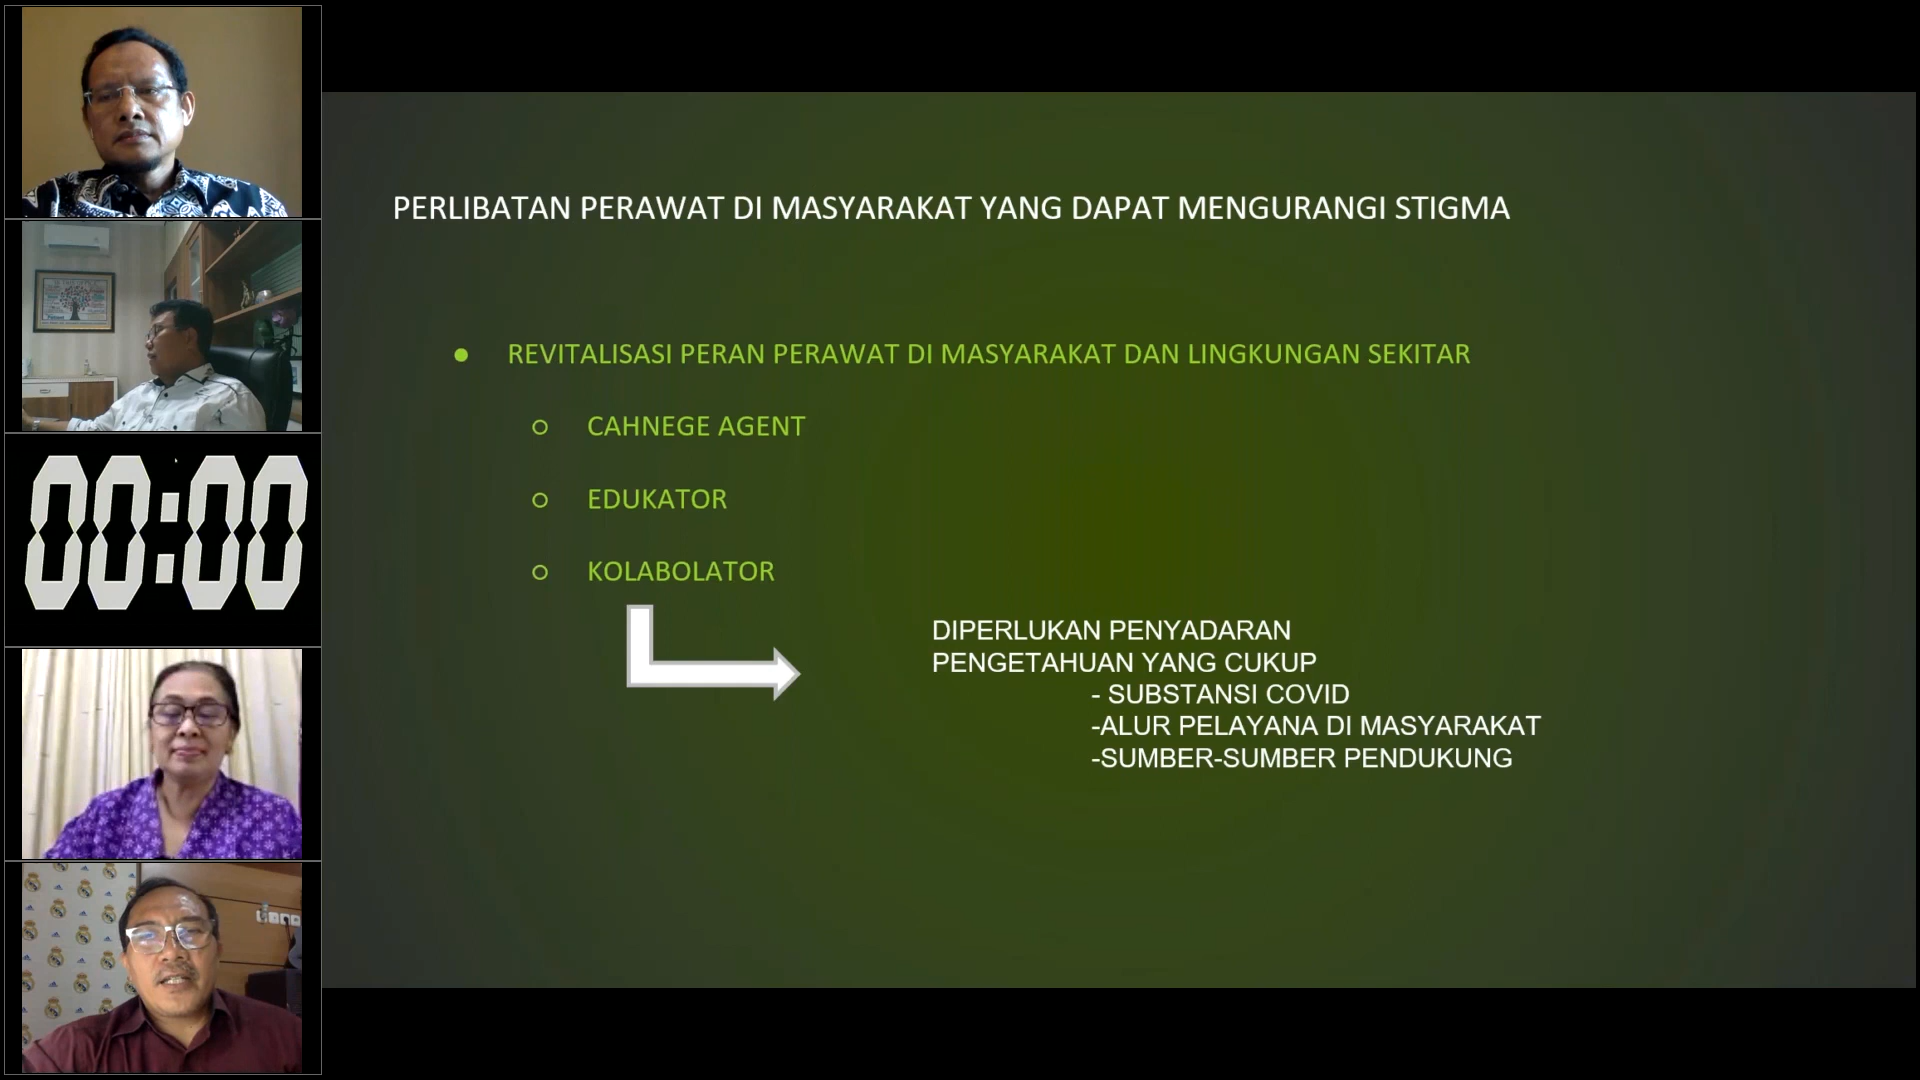 00:00
PERLIBATAN PERAWAT DI MASYARAKAT YANG DAPAT MENGURANGI STIGMA
● REVITALISASI PERAN PERAWAT DI MASYARAKAT DAN LINGKUNGAN SEKITAR
○ CAHNEGE AGENT
○ EDUKATOR
○ KOLABOLATOR
DIPERLUKAN PENYADARAN
PENGETAHUAN YANG CUKUP
- SUBSTANSI COVID
-ALUR PELAYANA DI MASYARAKAT
-SUMBER-SUMBER PENDUKUNG